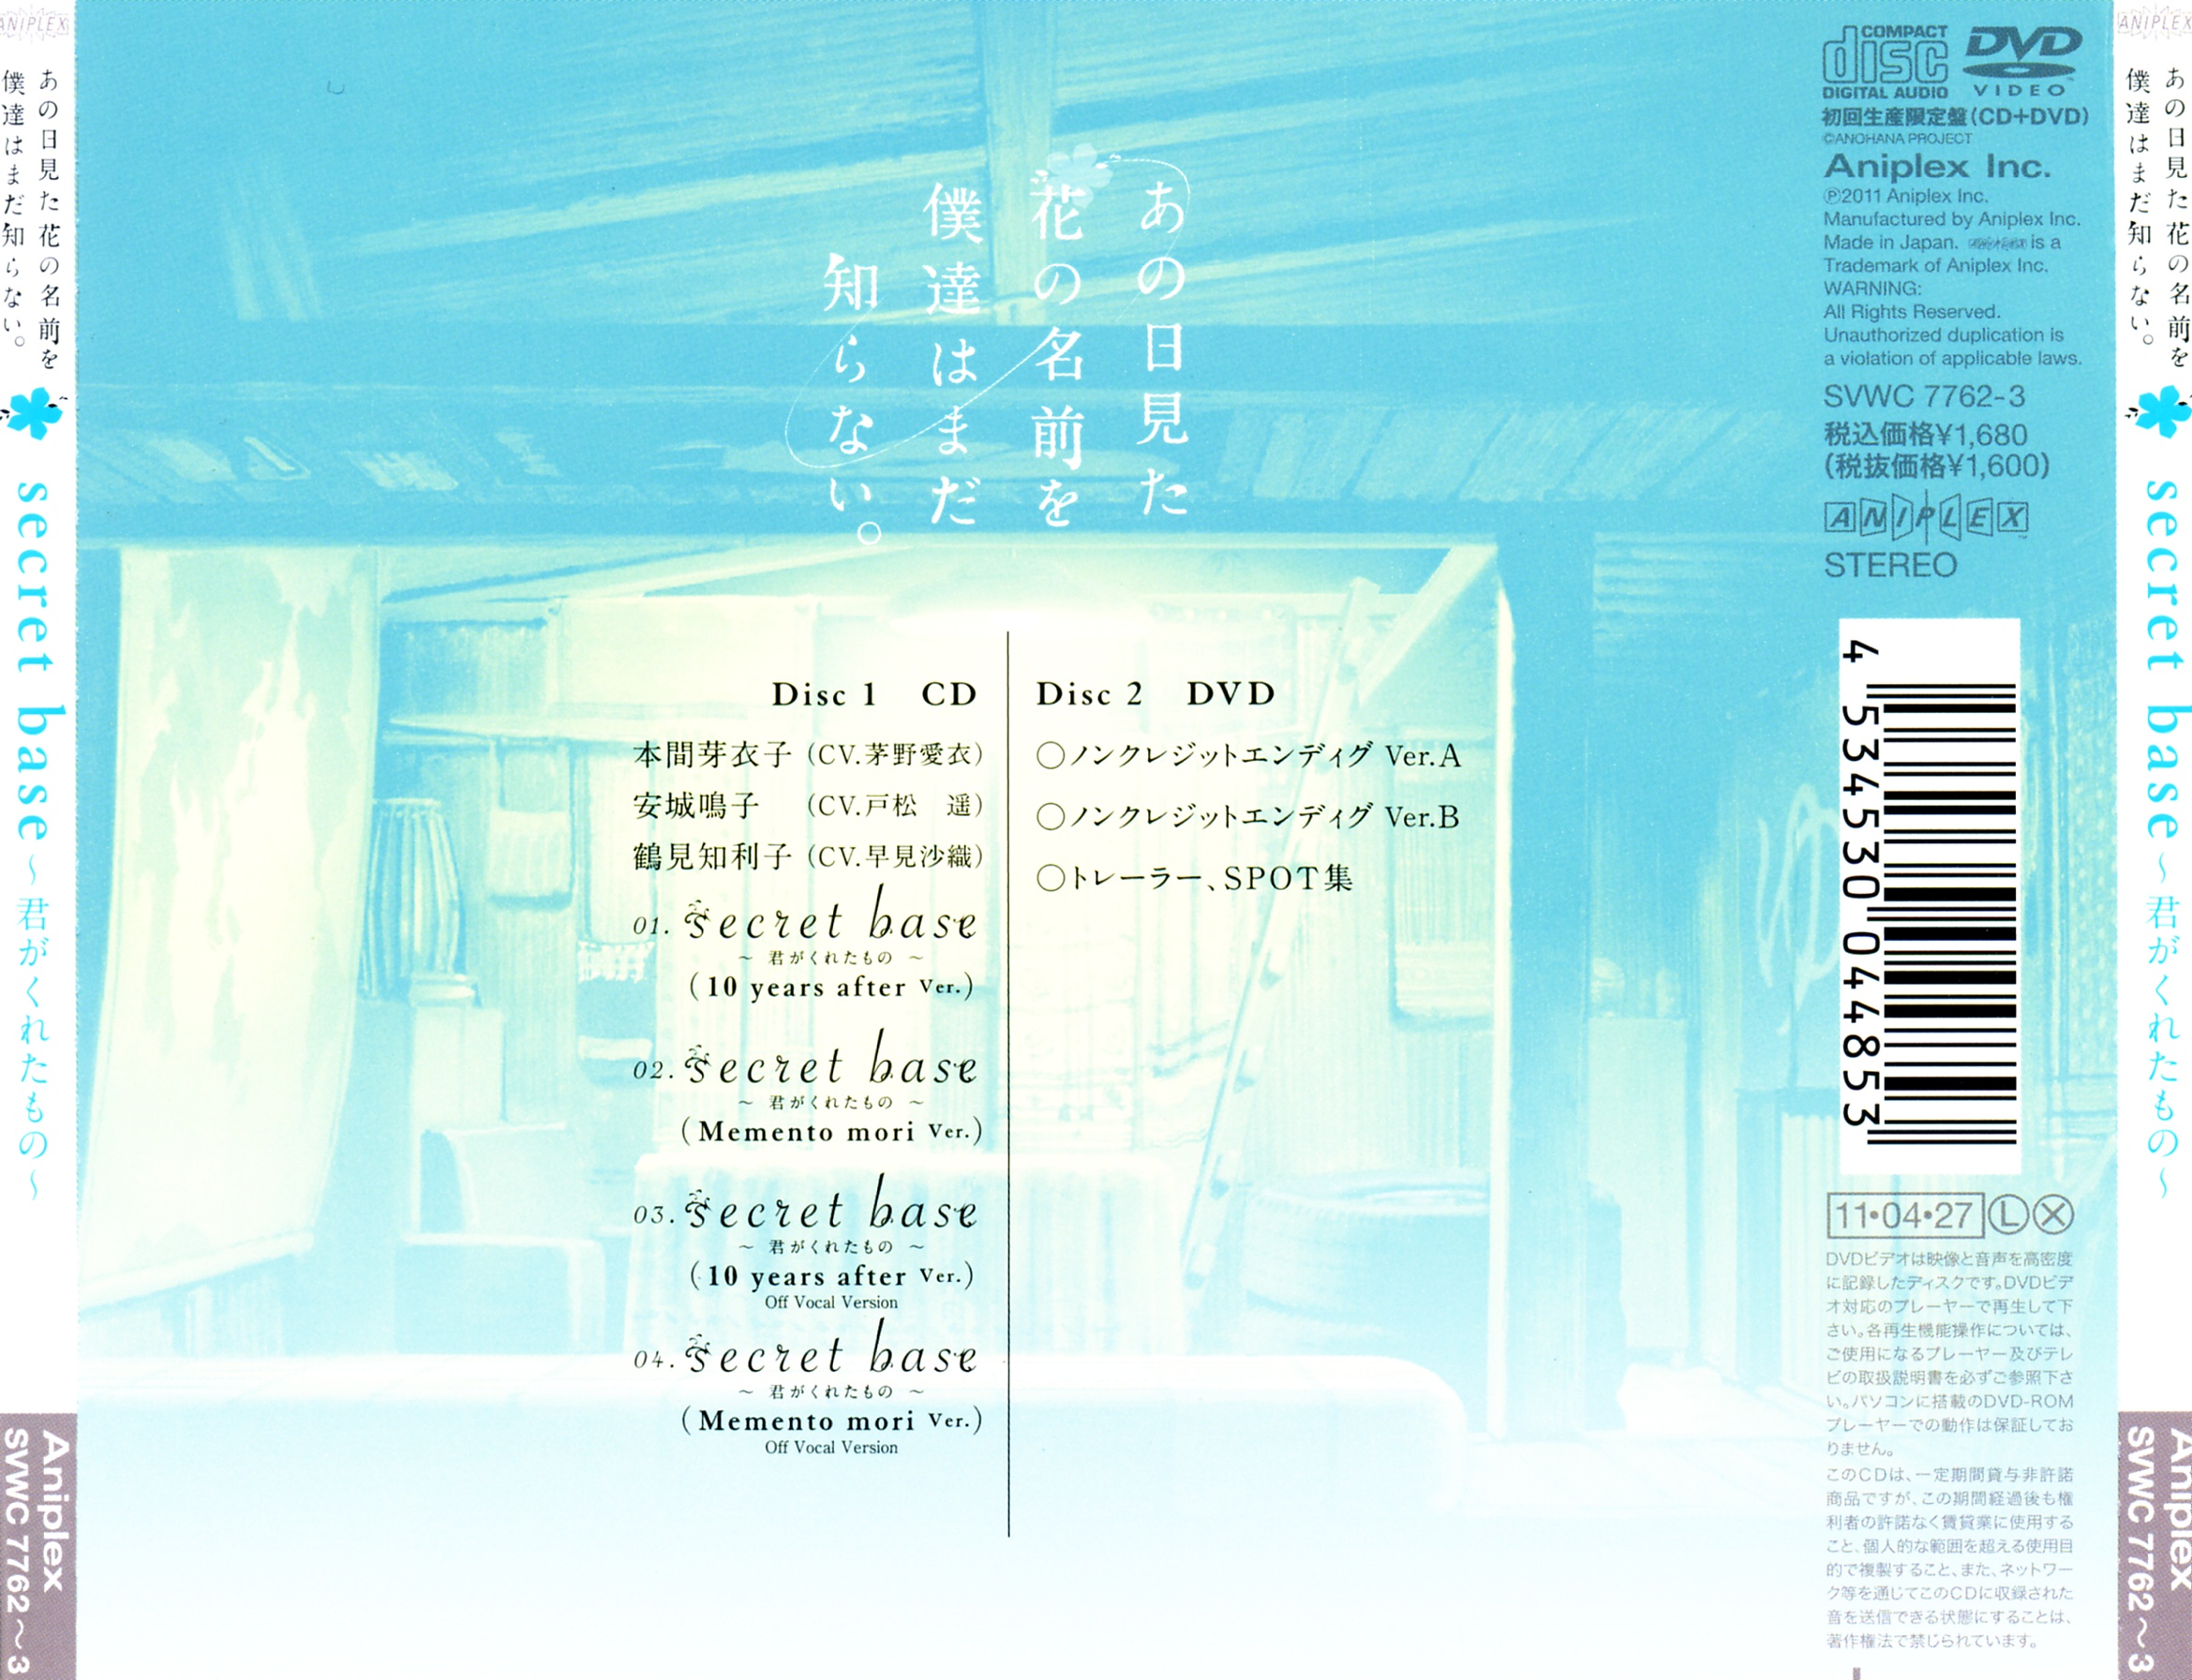 ANIPLEX
あの日見た花の名前を
僕達はまだ知らない。
secret base ~君がくれたもの~
Aniplex
SVWC 7762~3
あの日見た
花の名前を
僕達はまだ
知らない。
Disc 1 CD
本間芽衣子 (CV.茅野愛衣)
安城鳴子 (CV.戸松 遥)
鶴見知利子 (CV.早見沙織)
01. secret base
~ 君がくれたもの ~
(10 years after Ver.)
02. secret base
~ 君がくれたもの ~
(Memento mori Ver.)
03. secret base
~ 君がくれたもの ~
(10 years after Ver.)
Off Vocal Version
04. secret base
~ 君がくれたもの ~
(Memento mori Ver.)
Off Vocal Version
Disc 2 DVD
○ノンクレジットエンディグ Ver.A
○ノンクレジットエンディグ Ver.B
○トレーラー、SPOT集
COMPACT
disc
DIGITAL AUDIO
DVD
VIDEO
初回生産限定盤(CD+DVD)
©ANOHANA PROJECT
Aniplex Inc.
Ⓟ2011 Aniplex Inc.
Manufactured by Aniplex Inc.
Made in Japan. ANIPLEX is a
Trademark of Aniplex Inc.
WARNING:
All Rights Reserved.
Unauthorized duplication is
a violation of applicable laws.
SVWC 7762-3
税込価格¥1,680
(税抜価格¥1,600)
ANIPLEX
STEREO
4 534530 044853
11•04•27 Ⓛ Ⓧ
DVDビデオは映像と音声を高密度
に記録したディスクです。DVDビデ
オ対応のプレーヤーで再生して下
さい。各再生機能操作については、
ご使用になるプレーヤー及びテレ
ビの取扱説明書を必ずご参照下さ
い。パソコンに搭載のDVD-ROM
プレーヤーでの動作は保証してお
りません。
このCDは、一定期間貸与非許諾
商品ですが、この期間経過後も権
利者の許諾なく賃貸業に使用する
こと、個人的な範囲を超える使用目
的で複製すること、また、ネットワー
ク等を通じてこのCDに収録された
音を送信できる状態にすることは、
著作権法で禁じられています。
ANIPLEX
あの日見た花の名前を
僕達はまだ知らない。
secret base ~君がくれたもの~
Aniplex
SVWC 7762~3